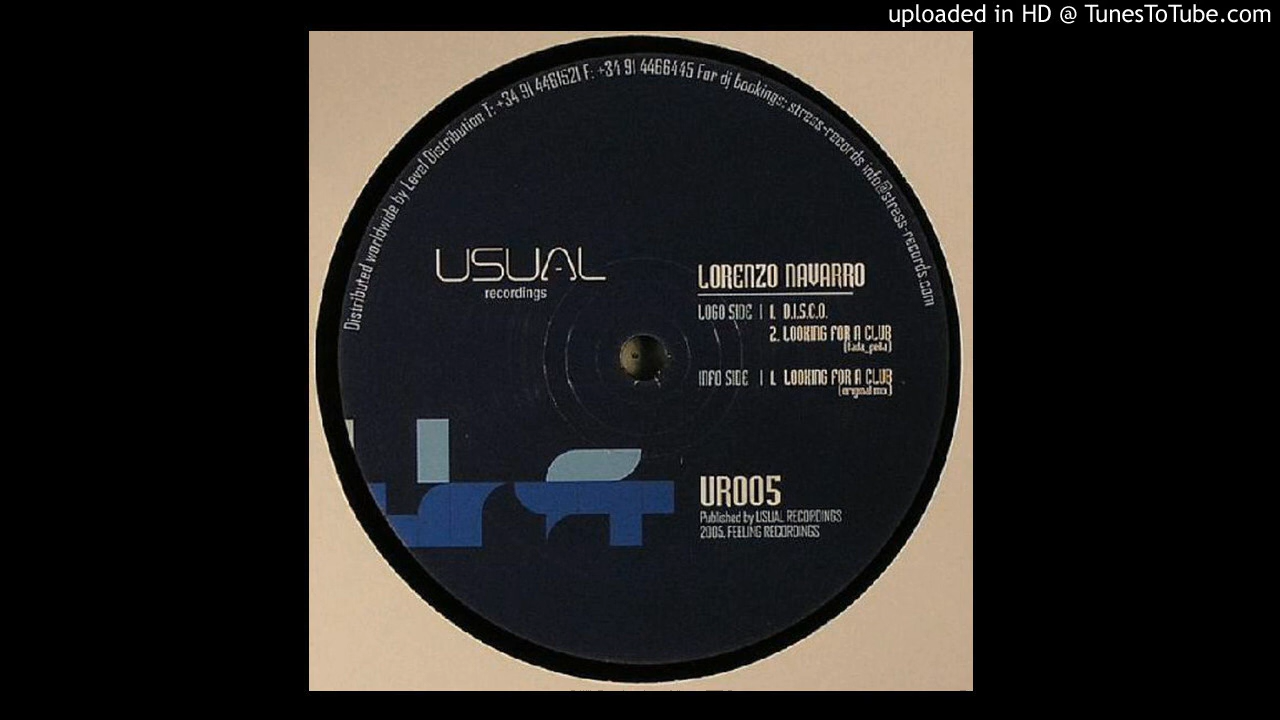 uploaded in HD @ TunesToTube.com
Distributed worldwide by Level Distribution T: +34 91 4461521 F: +34 91 4466445 For dj bookings: stress-records info@stress-records.com
USUAL
recordings
LORENZO NAVARRO
LOGO SIDE | 1. D.I.S.C.O.
2. LOOKING FOR A CLUB
INFO SIDE | 1. LOOKING FOR A CLUB
(original mix)
UR005
Published by USUAL RECORDINGS
2005. FEELING RECORDINGS